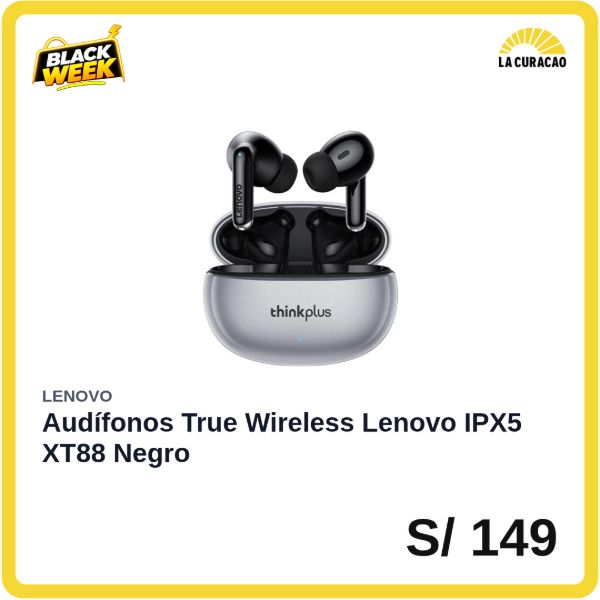 BLACK
WEEK
LA CURACAO
Lenovo
thinkplus
LENOVO
Audífonos True Wireless Lenovo IPX5
XT88 Negro
S/ 149